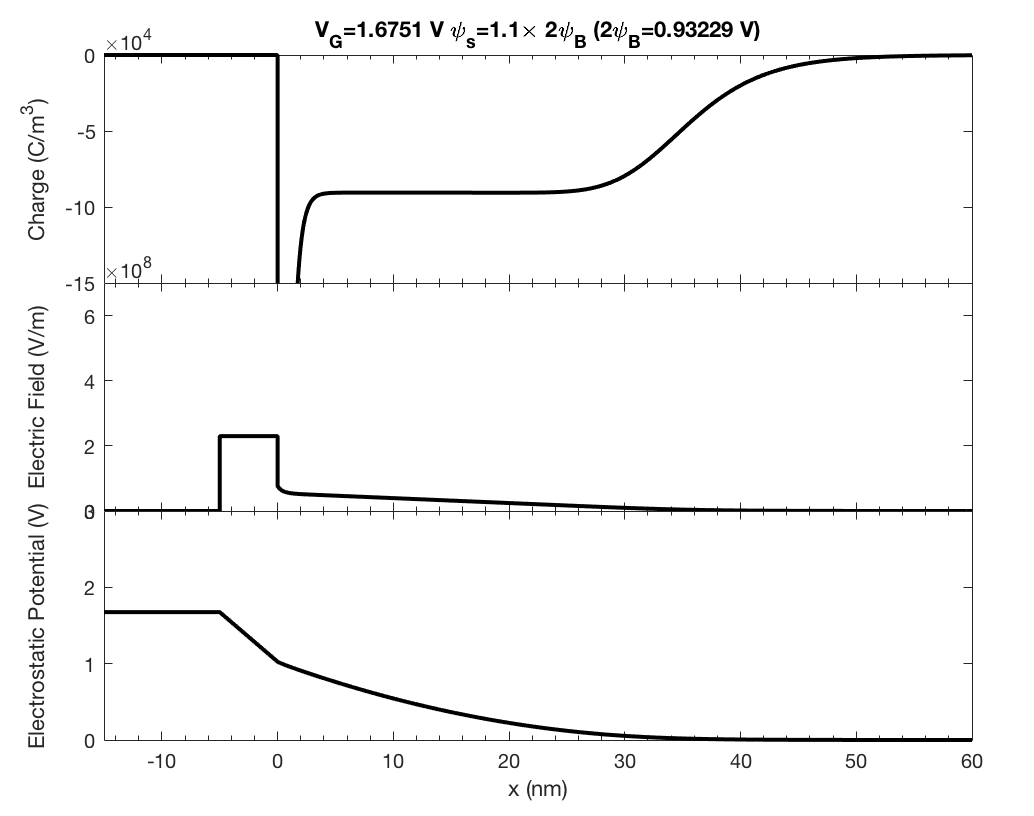 V_G=1.6751 V ψ_s=1.1× 2ψ_B (2ψ_B=0.93229 V)
×10^4
0
-5
-10
-15
Charge (C/m^3)
×10^8
6
4
2
0
Electric Field (V/m)
3
2
1
0
Electrostatic Potential (V)
-10 0 10 20 30 40 50 60
x (nm)